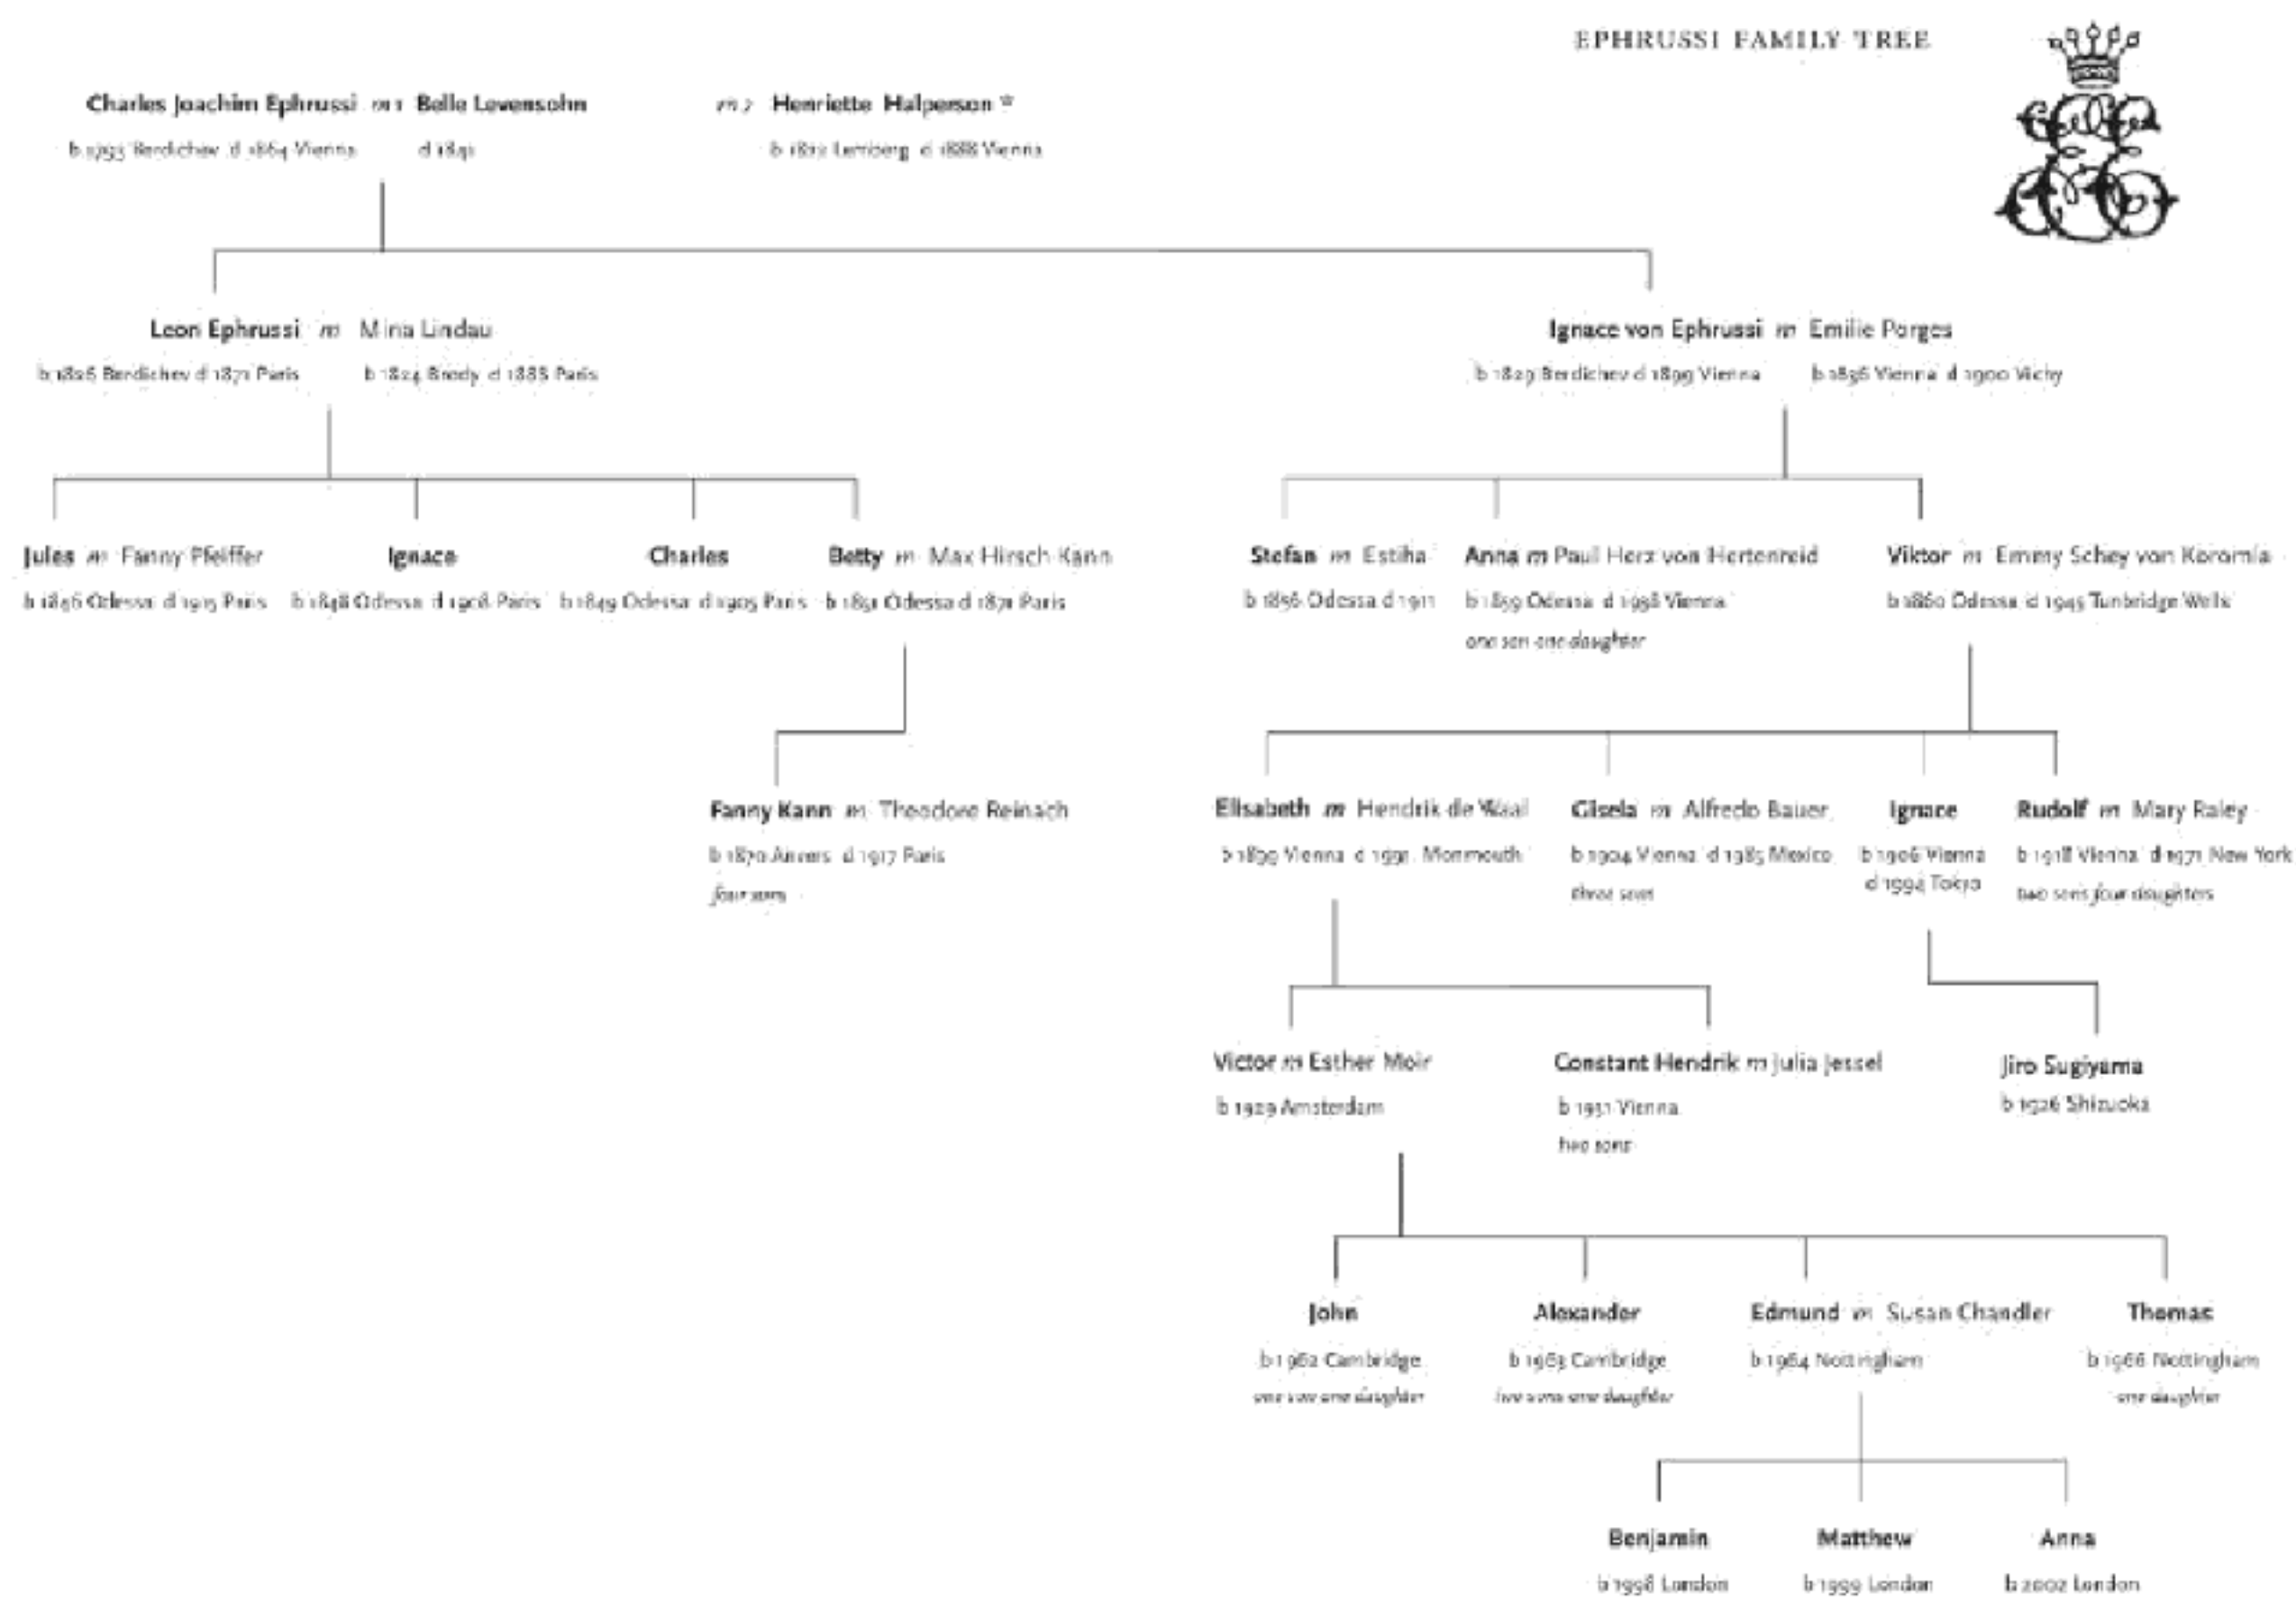 EPHRUSSI FAMILY TREE
Charles Joachim Ephrussi m1 Belle Levensohn m2 Henriette Halperson *
b 1793 Berdichev d 1864 Vienna d 1841 b 1822 Lemberg d 1888 Vienna
Leon Ephrussi m Mina Lindau Ignace von Ephrussi m Emilie Porges
b 1826 Berdichev d 1871 Paris b 1824 Brody d 1888 Paris b 1829 Berdichev d 1899 Vienna b 1836 Vienna d 1900 Vichy
Jules m Fanny Pfeiffer Ignace Charles Betty m Max Hirsch Kann Stefan m Estiha Anna m Paul Herz von Hertenreid Viktor m Emmy Schey von Koromla
b 1846 Odessa d 1915 Paris b 1848 Odessa d 1908 Paris b 1849 Odessa d 1905 Paris b 1851 Odessa d 1871 Paris b 1856 Odessa d 1911 b 1859 Odessa d 1938 Vienna b 1860 Odessa d 1945 Tunbridge Wells
one son one daughter
Fanny Kann m Theodore Reinach Elisabeth m Hendrik de Waal Gisela m Alfredo Bauer Ignace Rudolf m Mary Raley
b 1870 Anvers d 1917 Paris b 1899 Vienna d 1991 Monmouth b 1904 Vienna d 1985 Mexico b 1906 Vienna b 1918 Vienna d 1971 New York
d 1994 Tokyo
four sons three sons two sons four daughters
Victor m Esther Moir Constant Hendrik m Julia Jessel Jiro Sugiyama
b 1929 Amsterdam b 1931 Vienna b 1926 Shizuoka
two sons
John Alexander Edmund m Susan Chandler Thomas
b 1962 Cambridge b 1963 Cambridge b 1964 Nottingham b 1966 Nottingham
one son one daughter two sons one daughter one daughter
Benjamin Matthew Anna
b 1998 London b 1999 London b 2002 London